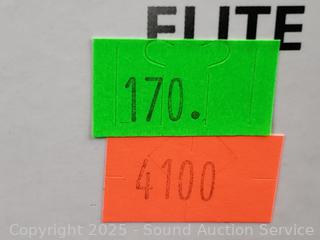 ELITE
170.
4100
Copyright 2025 - Sound Auction Service